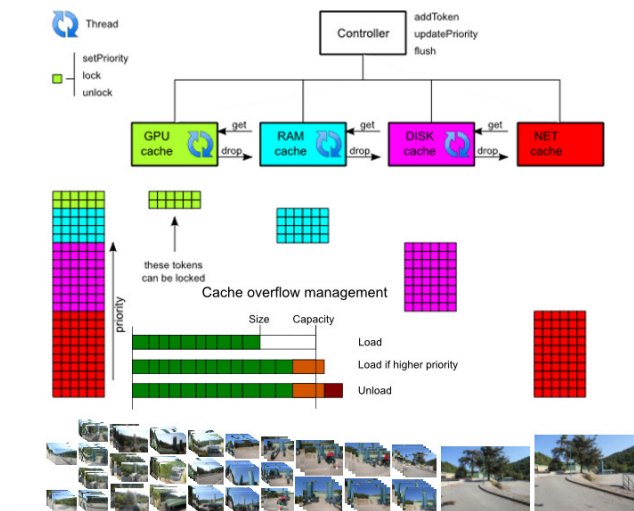 Thread
setPriority
lock
unlock
Controller
addToken
updatePriority
flush
GPU
cache
get
drop
RAM
cache
get
drop
DISK
cache
get
drop
NET
cache
these tokens
can be locked
priority
Cache overflow management
Size
Capacity
Load
Load if higher priority
Unload